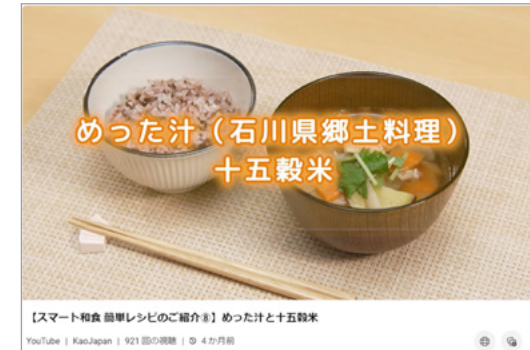 めった汁（石川県郷土料理）
十五穀米
【スマート和食 簡単レシピのご紹介⑧】めった汁と十五穀米
YouTube | KaoJapan | 921 回の視聴 | 4 か月前